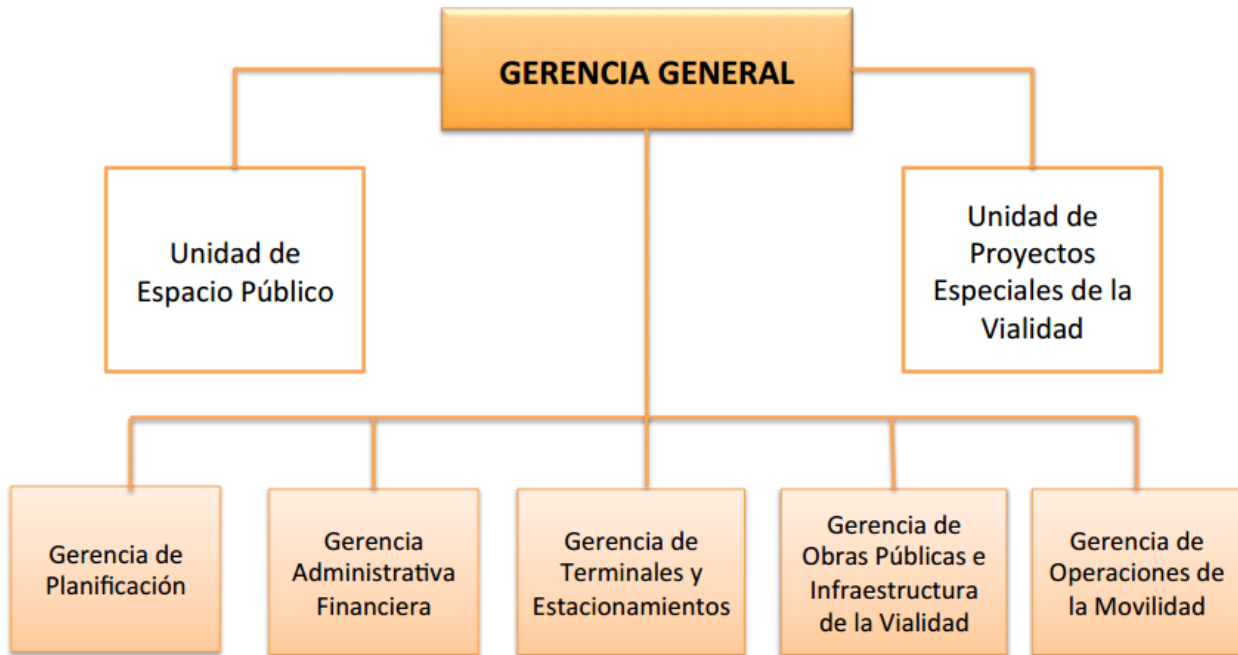 GERENCIA GENERAL
Unidad de
Espacio Público
Unidad de
Proyectos
Especiales de la
Vialidad
Gerencia de
Planificación
Gerencia
Administrativa
Financiera
Gerencia de
Terminales y
Estacionamientos
Gerencia de
Obras Públicas e
Infraestructura
de la Vialidad
Gerencia de
Operaciones de
la Movilidad